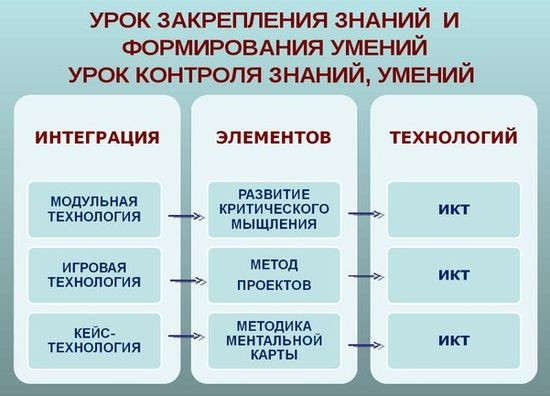 УРОК ЗАКРЕПЛЕНИЯ ЗНАНИЙ И
ФОРМИРОВАНИЯ УМЕНИЙ
УРОК КОНТРОЛЯ ЗНАНИЙ, УМЕНИЙ
ИНТЕГРАЦИЯ
ЭЛЕМЕНТОВ
ТЕХНОЛОГИЙ
МОДУЛЬНАЯ
ТЕХНОЛОГИЯ
РАЗВИТИЕ
КРИТИЧЕСКОГО
МЫЩЛЕНИЯ
ИКТ
ИГРОВАЯ
ТЕХНОЛОГИЯ
МЕТОД
ПРОЕКТОВ
ИКТ
КЕЙС-
ТЕХНОЛОГИЯ
МЕТОДИКА
МЕНТАЛЬНОЙ
КАРТЫ
ИКТ